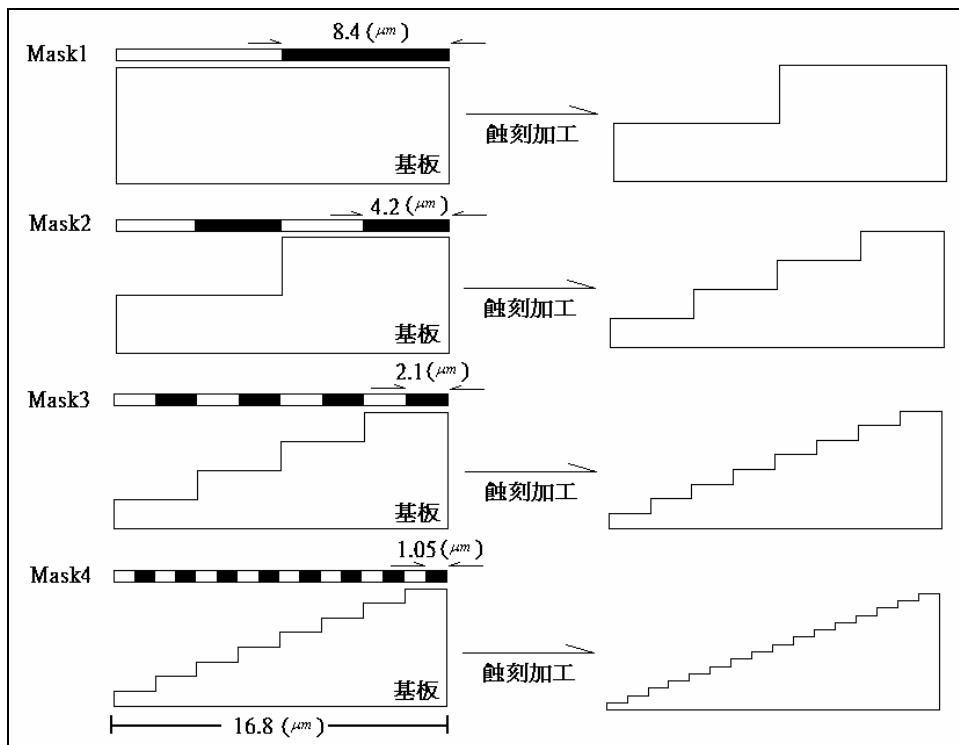 8.4 (μm)
Mask1
基板
蝕刻加工
4.2 (μm)
Mask2
基板
蝕刻加工
2.1 (μm)
Mask3
基板
蝕刻加工
1.05 (μm)
Mask4
基板
蝕刻加工
16.8 (μm)